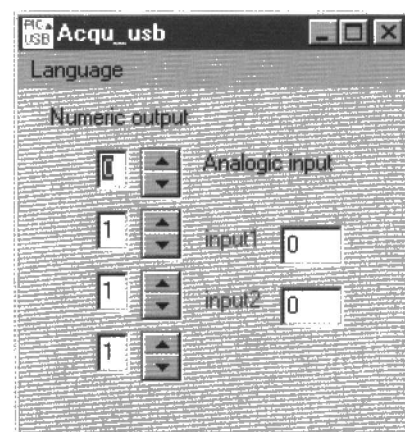 PIC
USB Acqu_usb
Language
Numeric output
0 Analogic input
1 input1 0
1 input2 0
1